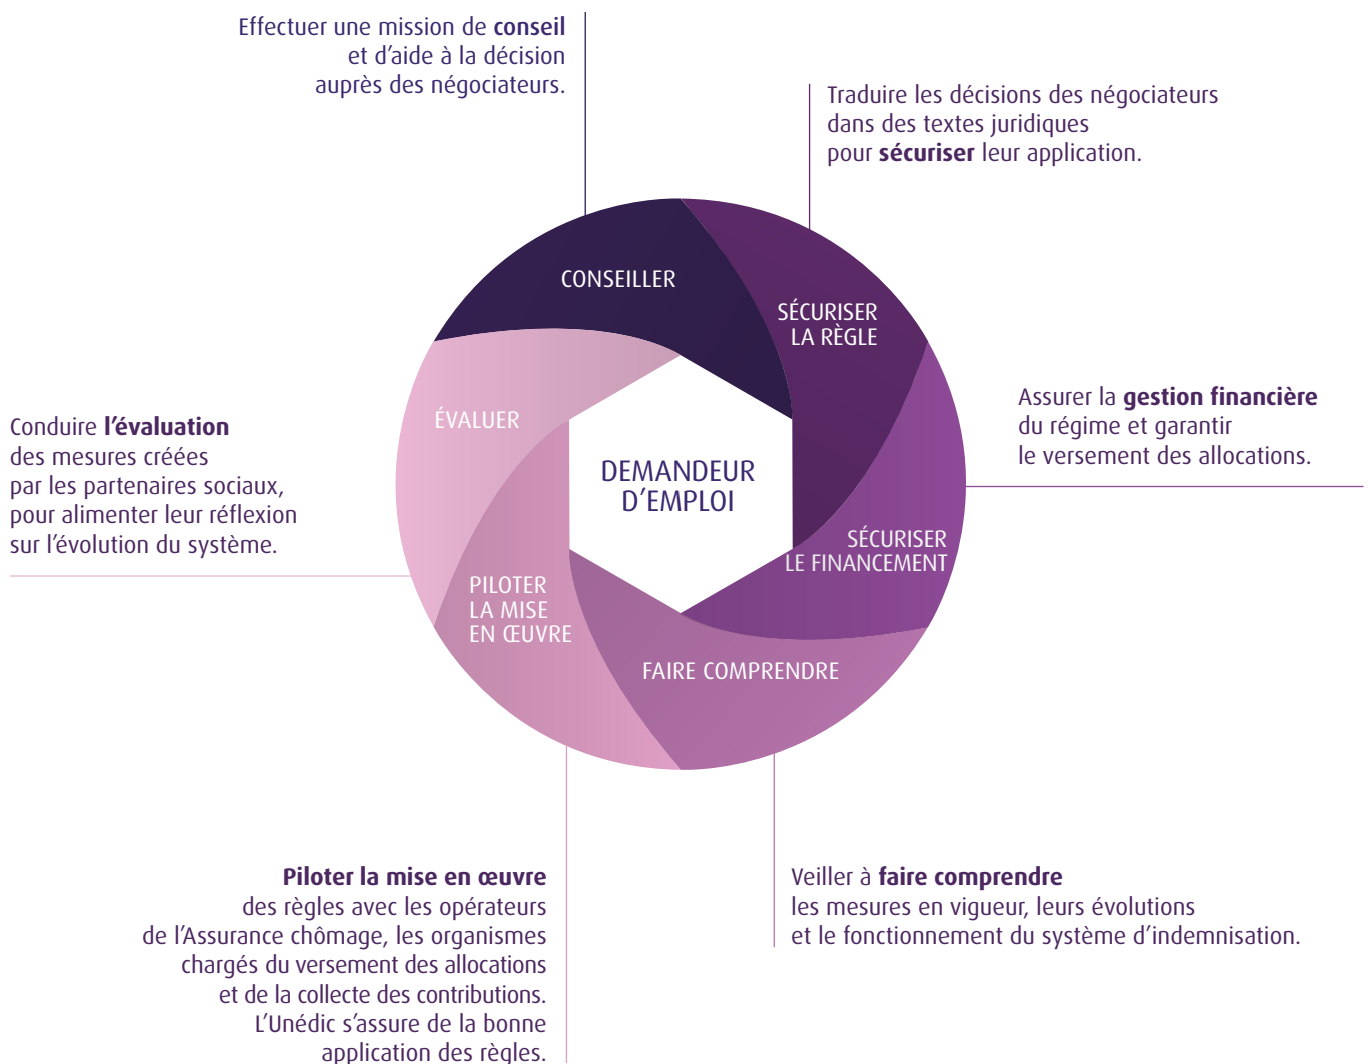 Effectuer une mission de conseil
et d'aide à la décision
auprès des négociateurs.
Traduire les décisions des négociateurs
dans des textes juridiques
pour sécuriser leur application.
CONSEILLER
SÉCURISER
LA RÈGLE
Assurer la gestion financière
du régime et garantir
le versement des allocations.
ÉVALUER
Conduire l'évaluation
des mesures créées
par les partenaires sociaux,
pour alimenter leur réflexion
sur l'évolution du système.
DEMANDEUR
D'EMPLOI
SÉCURISER
LE FINANCEMENT
PILOTER
LA MISE
EN ŒUVRE
FAIRE COMPRENDRE
Piloter la mise en œuvre
des règles avec les opérateurs
de l'Assurance chômage, les organismes
chargés du versement des allocations
et de la collecte des contributions.
L'Unédic s'assure de la bonne
application des règles.
Veiller à faire comprendre
les mesures en vigueur, leurs évolutions
et le fonctionnement du système d'indemnisation.